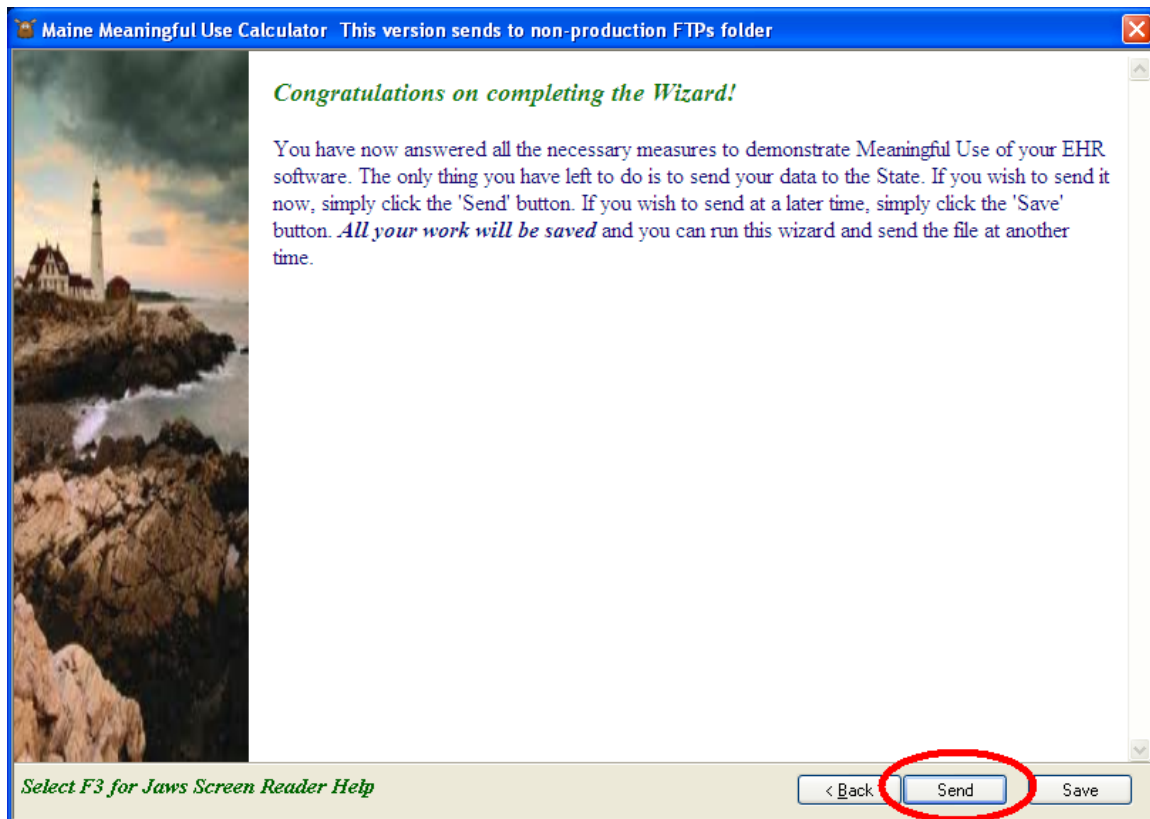 Maine Meaningful Use Calculator  This version sends to non-production FTPs folder
Congratulations on completing the Wizard!
You have now answered all the necessary measures to demonstrate Meaningful Use of your EHR
software. The only thing you have left to do is to send your data to the State. If you wish to send it
now, simply click the 'Send' button. If you wish to send at a later time, simply click the 'Save'
button. All your work will be saved and you can run this wizard and send the file at another
time.
Select F3 for Jaws Screen Reader Help
< Back
Send
Save